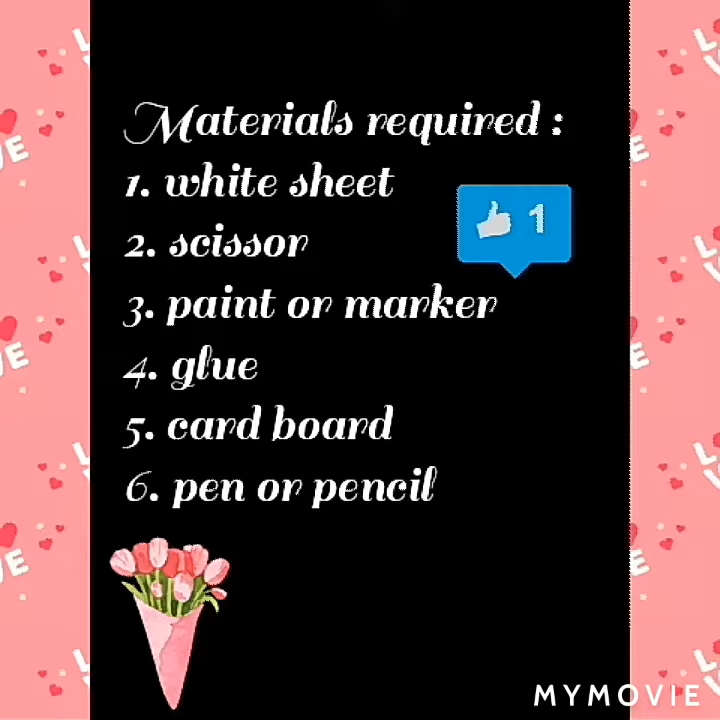 Materials required :
1. white sheet
2. scissor
3. paint or marker
4. glue
5. card board
6. pen or pencil
1
MYMOVIE